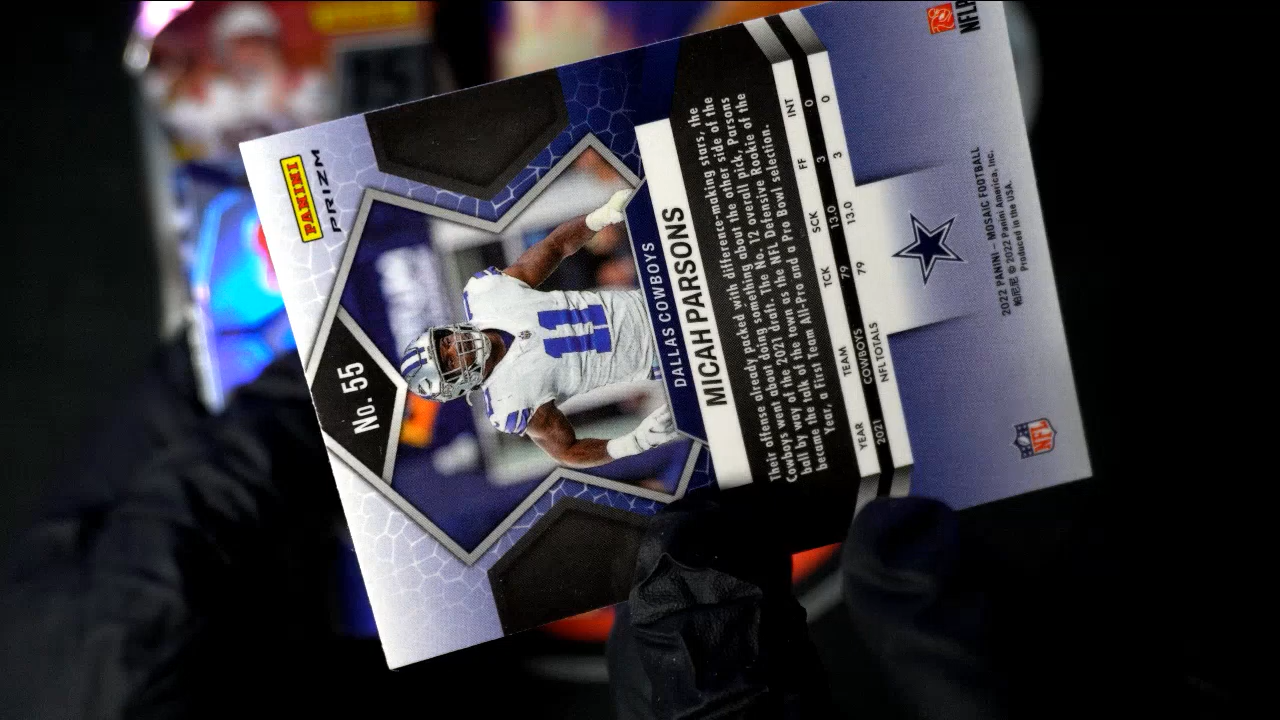 PANINI
PRIZM
No. 55
11
DALLAS COWBOYS
MICAH PARSONS
Their offense already packed with difference-making stars, the
Cowboys went about doing something about the other side of the
ball by way of the 2021 draft. The No. 12 overall pick, Parsons
became the talk of the town as the NFL Defensive Rookie of the
Year, a First Team All-Pro and a Pro Bowl selection.
YEAR TEAM TCK SCK FF INT
2021 COWBOYS 79 13.0 3 0
NFL TOTALS 79 13.0 3 0
2022 PANINI – MOSAIC FOOTBALL
帕尼尼 © 2022 Panini America, Inc.
Produced in the USA.
NFL